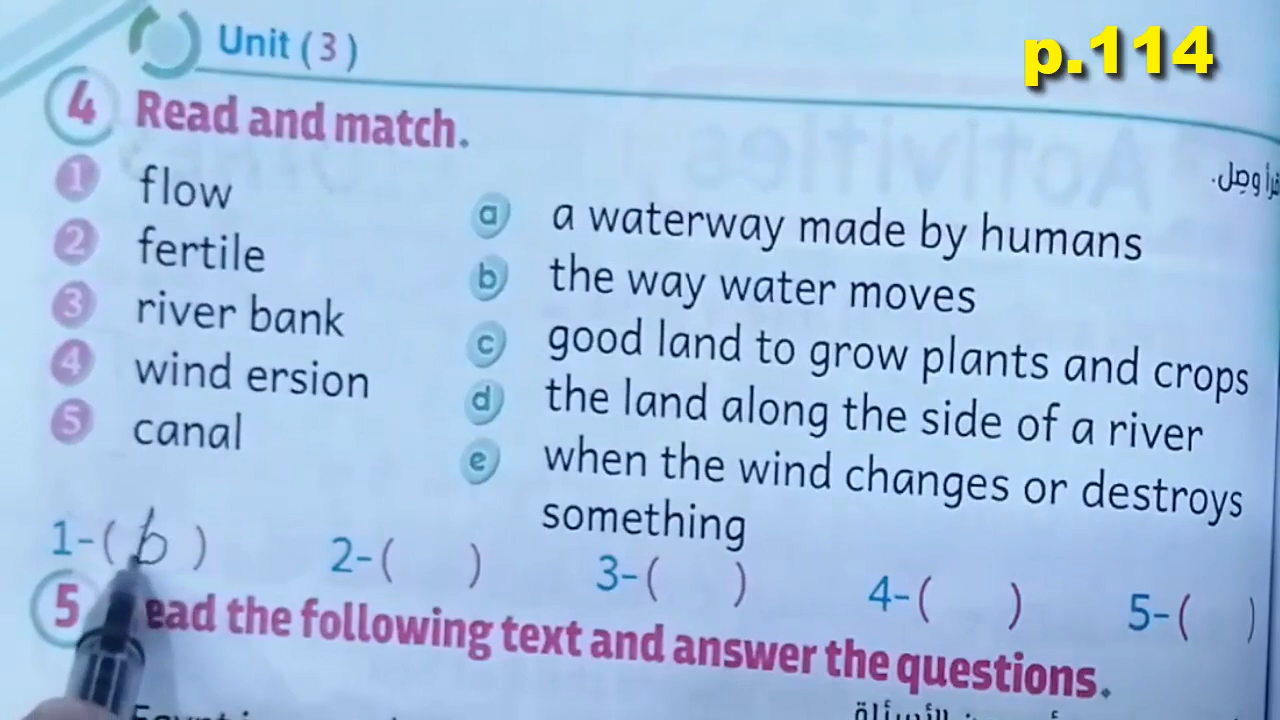 Unit ( 3 )
p.114
4 Read and match.
وصل.
1 flow
2 fertile
3 river bank
4 wind ersion
5 canal
a a waterway made by humans
b the way water moves
c good land to grow plants and crops
d the land along the side of a river
e when the wind changes or destroys
something
1-( b ) 2-( ) 3-( ) 4-( ) 5-( )
5 ead the following text and answer the questions.
الأسئلة